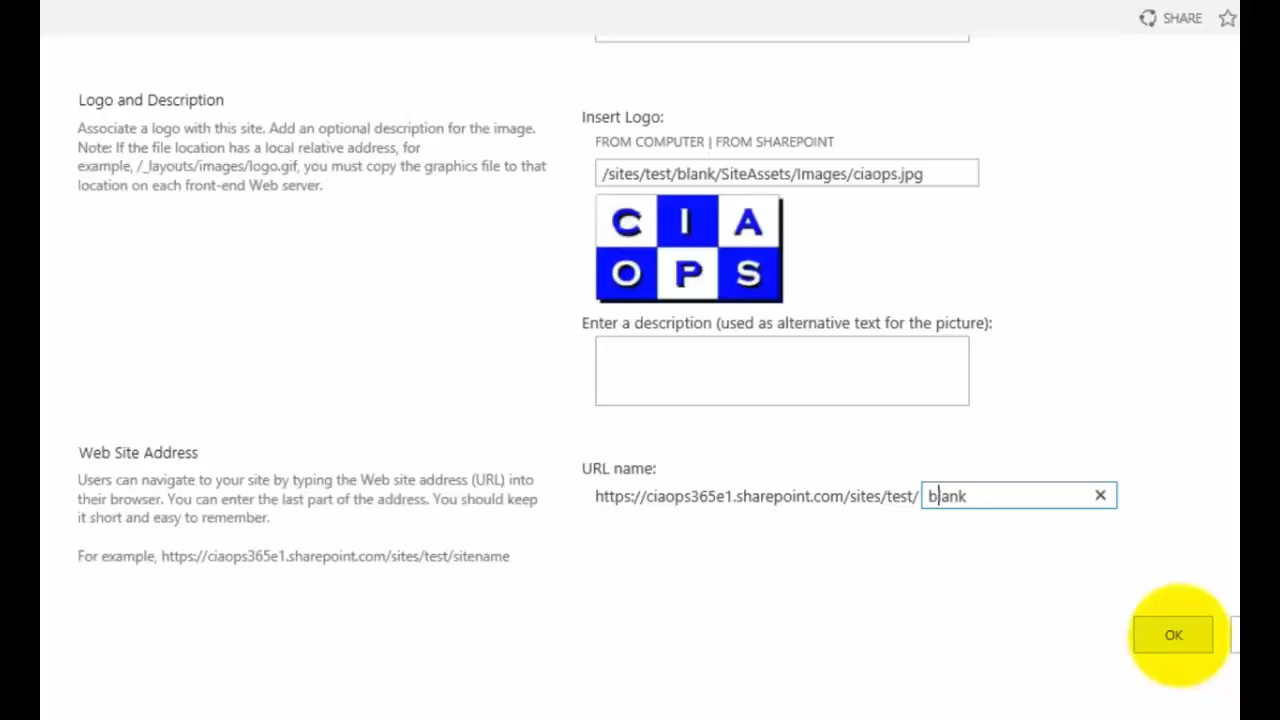 SHARE
Logo and Description
Associate a logo with this site. Add an optional description for the image.
Note: If the file location has a local relative address, for
example, /_layouts/images/logo.gif, you must copy the graphics file to that
location on each front-end Web server.
Insert Logo:
FROM COMPUTER | FROM SHAREPOINT
/sites/test/blank/SiteAssets/Images/ciaops.jpg
C I A
O P S
Enter a description (used as alternative text for the picture):
Web Site Address
Users can navigate to your site by typing the Web site address (URL) into
their browser. You can enter the last part of the address. You should keep
it short and easy to remember.
For example, https://ciaops365e1.sharepoint.com/sites/test/sitename
URL name:
https://ciaops365e1.sharepoint.com/sites/test/ blank
OK